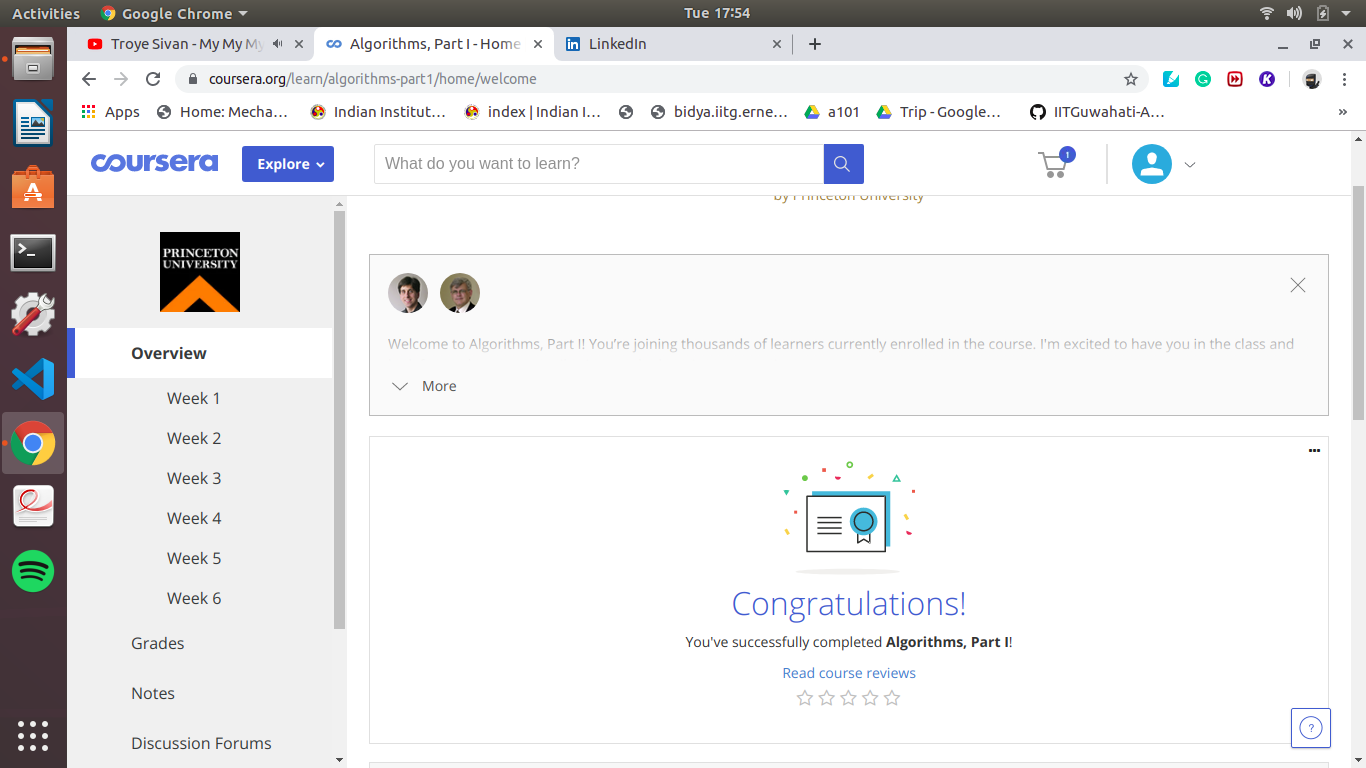 Activities Google Chrome Tue 17:54
Troye Sivan - My My My Algorithms, Part I - Home LinkedIn
coursera.org/learn/algorithms-part1/home/welcome
Apps Home: Mecha... Indian Institut... index | Indian I... bidya.iitg.erne... a101 Trip - Google... IITGuwahati-A... »
coursera Explore What do you want to learn? 1
by Princeton University
PRINCETON
UNIVERSITY
Overview
Week 1
Week 2
Week 3
Week 4
Week 5
Week 6
Grades
Notes
Discussion Forums
Welcome to Algorithms, Part I! You're joining thousands of learners currently enrolled in the course. I'm excited to have you in the class and
More
Congratulations!
You've successfully completed Algorithms, Part I!
Read course reviews
?